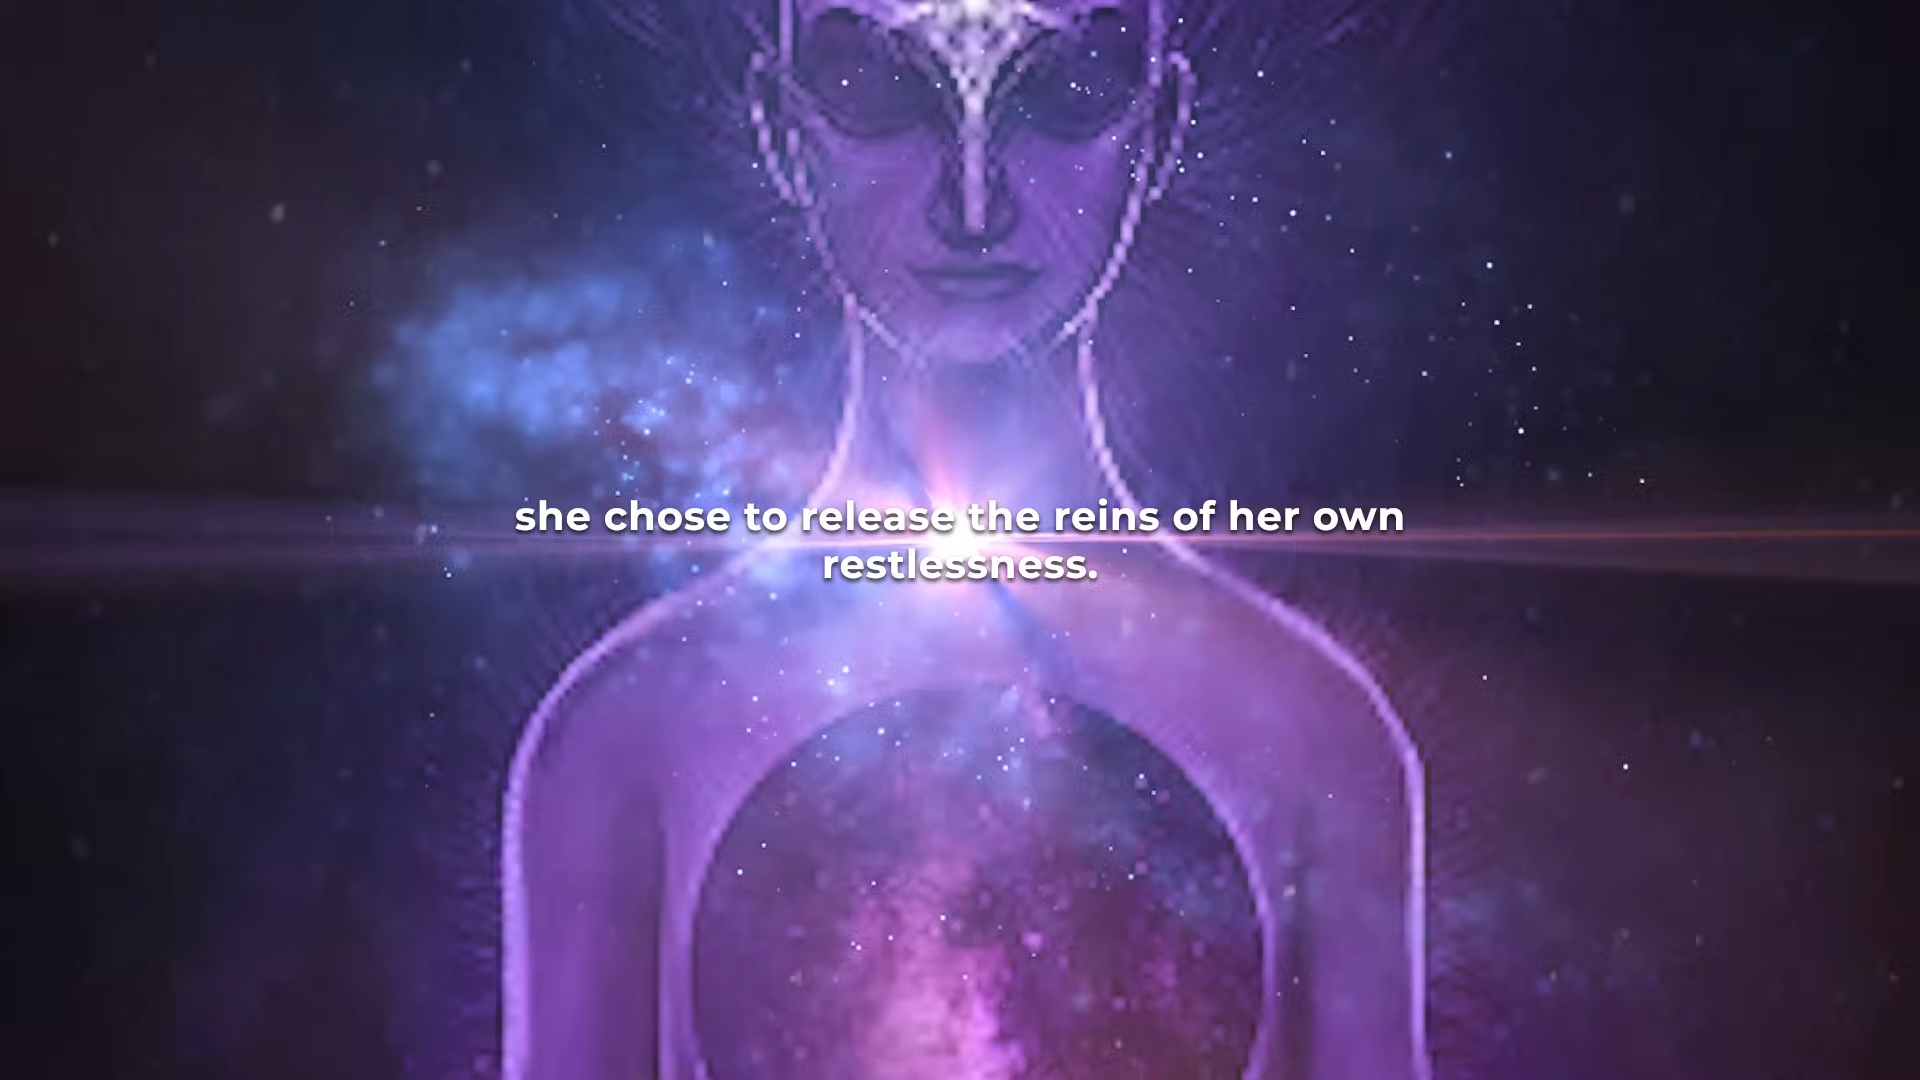 she chose to release the reins of her own
restlessness.